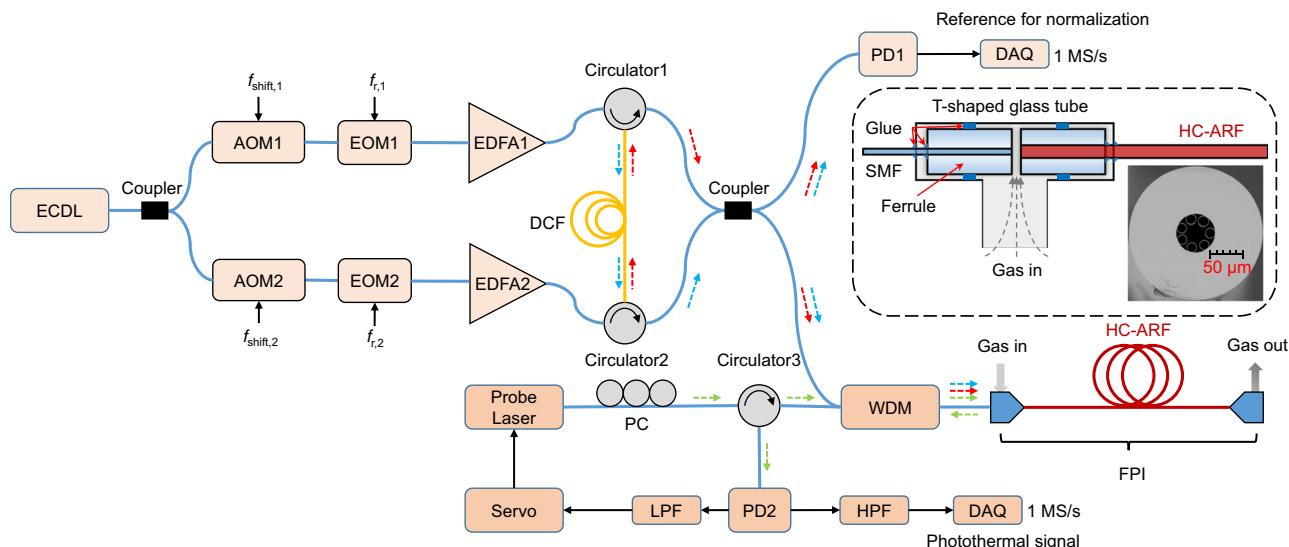 Reference for normalization
PD1
DAQ
1 MS/s
Circulator1
f_shift,1
f_r,1
AOM1
EOM1
EDFA1
T-shaped glass tube
Glue
HC-ARF
SMF
Ferrule
Gas in
50 µm
Coupler
ECDL
DCF
Coupler
AOM2
EOM2
EDFA2
f_shift,2
f_r,2
Circulator2
Circulator3
HC-ARF
Gas in
Gas out
Probe
Laser
PC
WDM
FPI
Servo
LPF
PD2
HPF
DAQ
1 MS/s
Photothermal signal